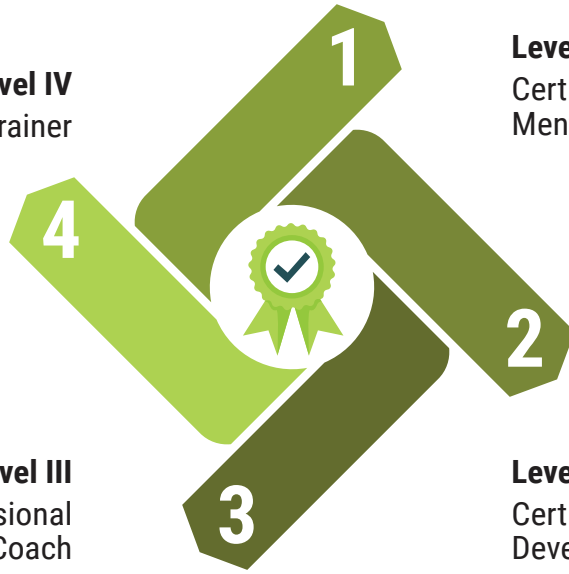 1
Leve
Cert
Men
vel IV
rainer
4
2
vel III
sional
Coach
3
Leve
Cert
Deve